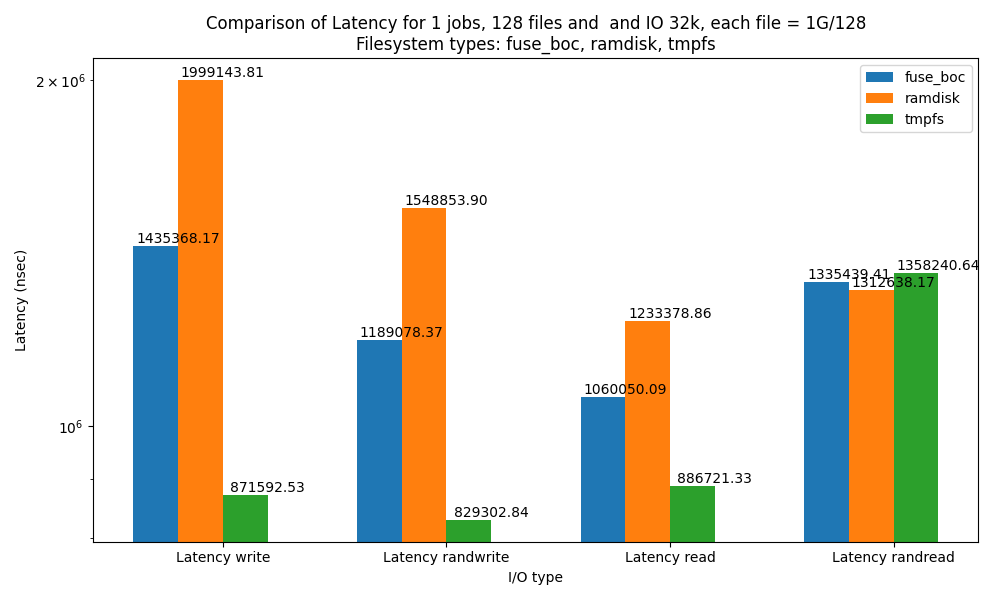 Comparison of Latency for 1 jobs, 128 files and  and IO 32k, each file = 1G/128
Filesystem types: fuse_boc, ramdisk, tmpfs
fuse_boc
ramdisk
tmpfs
Latency (nsec)
2 × 10⁶
10⁶
1435368.17
1999143.81
871592.53
1189078.37
1548853.90
829302.84
1060050.09
1233378.86
886721.33
1335439.41
1312638.17
1358240.64
Latency write
Latency randwrite
Latency read
Latency randread
I/O type